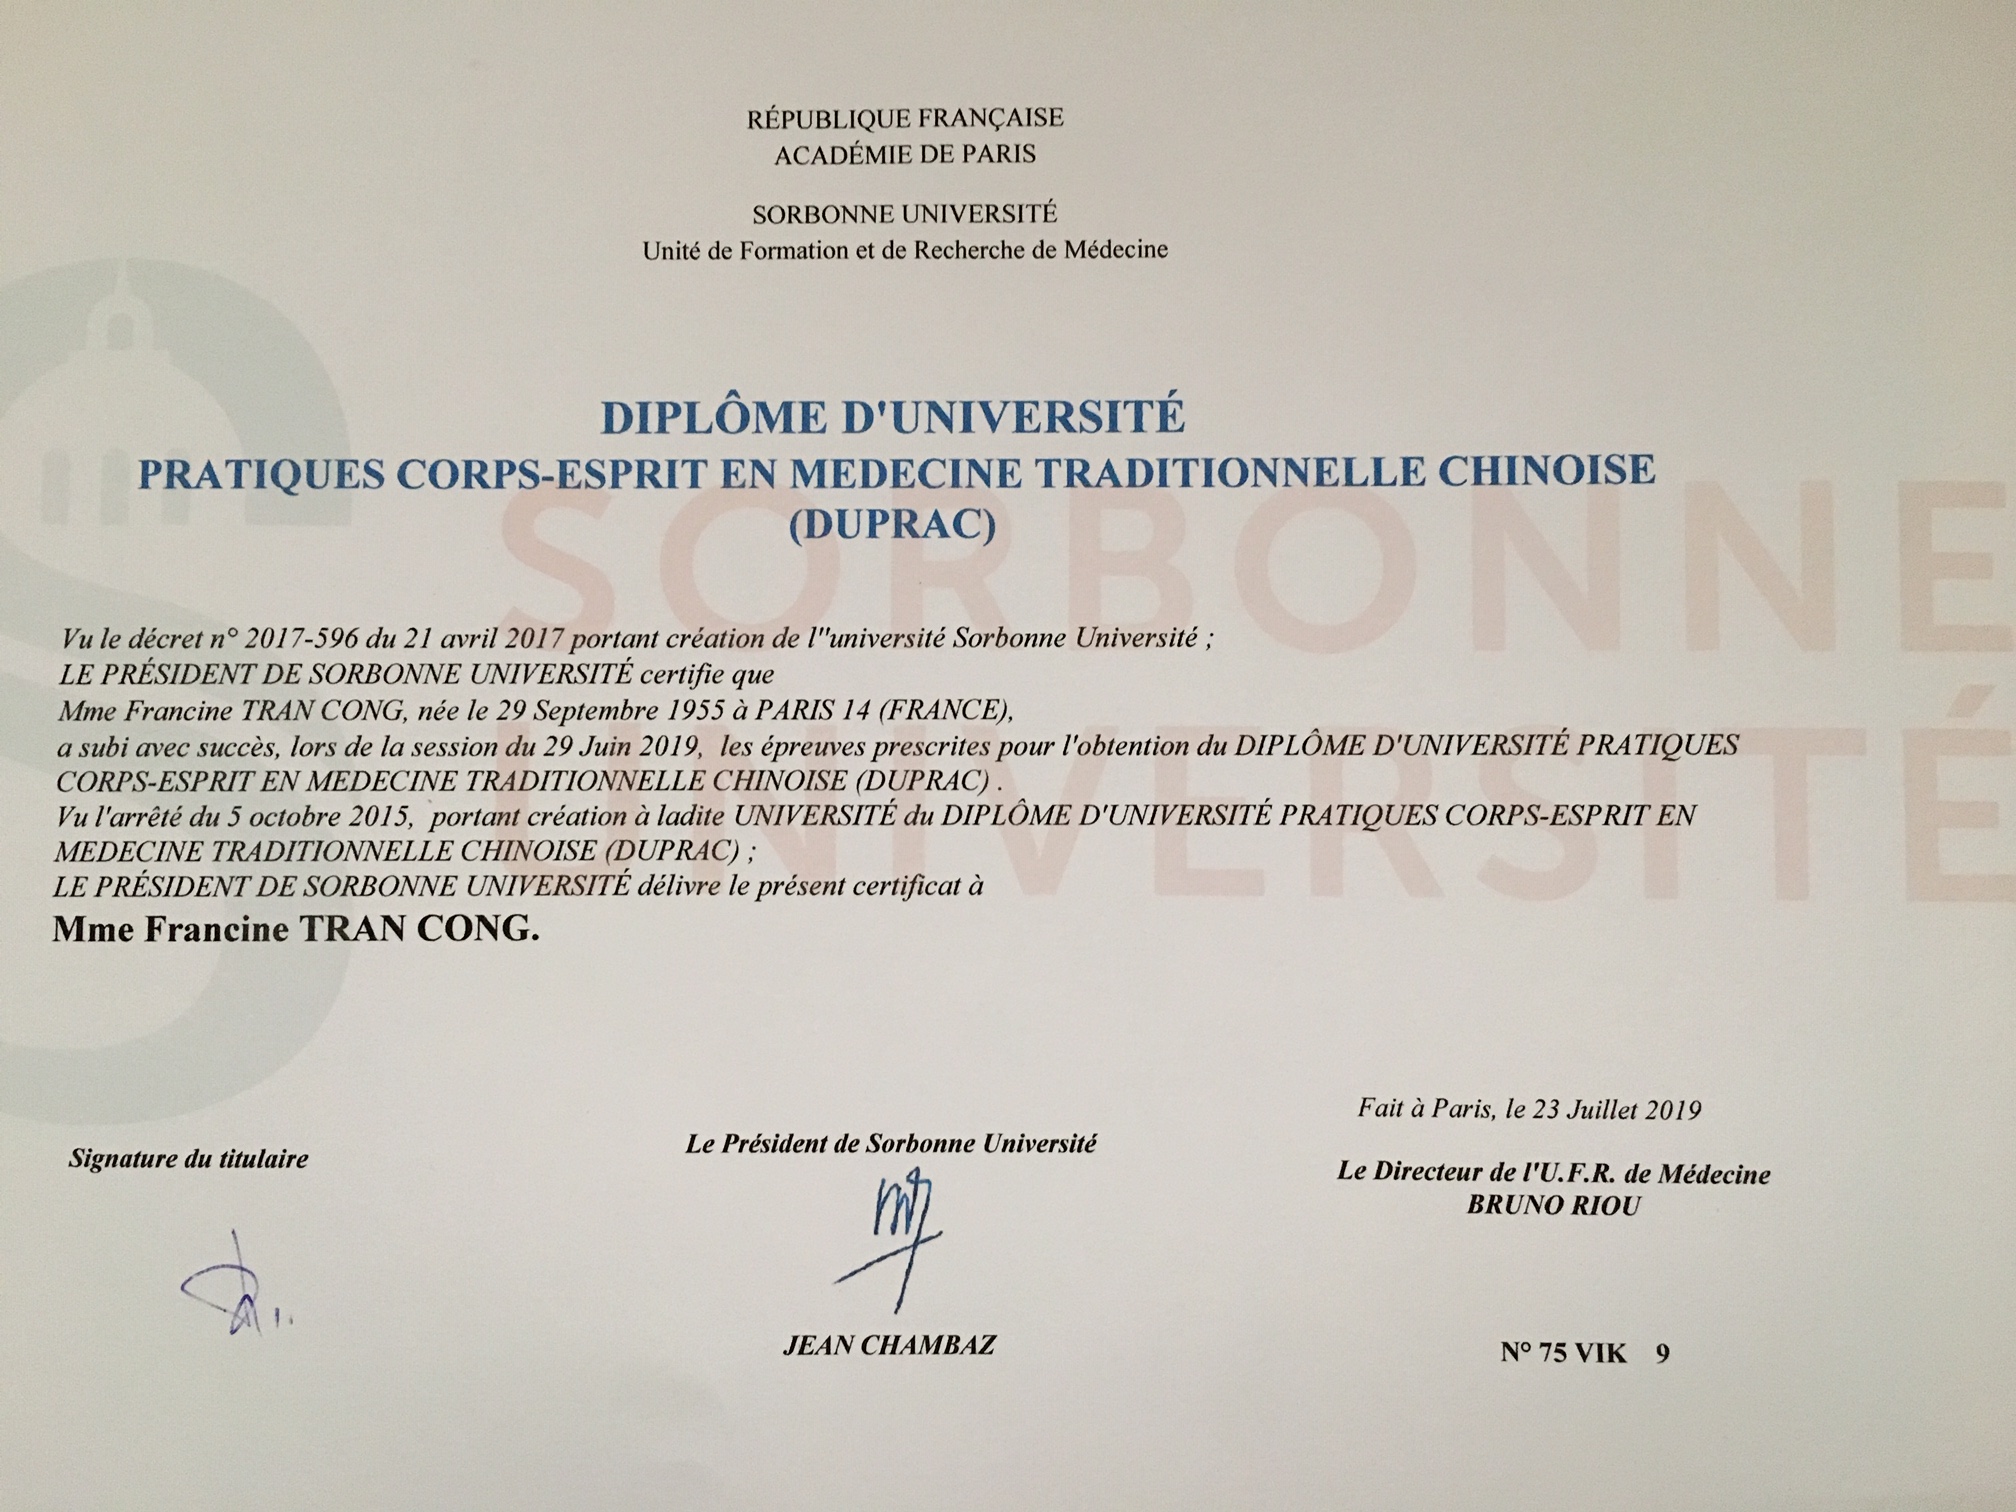 RÉPUBLIQUE FRANÇAISE
ACADÉMIE DE PARIS
SORBONNE UNIVERSITÉ
Unité de Formation et de Recherche de Médecine
DIPLÔME D'UNIVERSITÉ
PRATIQUES CORPS-ESPRIT EN MEDECINE TRADITIONNELLE CHINOISE
(DUPRAC)
SORBONNE
UNIVERSITÉ
Vu le décret n° 2017-596 du 21 avril 2017 portant création de l''université Sorbonne Université ;
LE PRÉSIDENT DE SORBONNE UNIVERSITÉ certifie que
Mme Francine TRAN CONG, née le 29 Septembre 1955 à PARIS 14 (FRANCE),
a subi avec succès, lors de la session du 29 Juin 2019, les épreuves prescrites pour l'obtention du DIPLÔME D'UNIVERSITÉ PRATIQUES
CORPS-ESPRIT EN MEDECINE TRADITIONNELLE CHINOISE (DUPRAC) .
Vu l'arrêté du 5 octobre 2015, portant création à ladite UNIVERSITÉ du DIPLÔME D'UNIVERSITÉ PRATIQUES CORPS-ESPRIT EN
MEDECINE TRADITIONNELLE CHINOISE (DUPRAC) ;
LE PRÉSIDENT DE SORBONNE UNIVERSITÉ délivre le présent certificat à
Mme Francine TRAN CONG.
Fait à Paris, le 23 Juillet 2019
Signature du titulaire
Le Président de Sorbonne Université
Le Directeur de l'U.F.R. de Médecine
BRUNO RIOU
JEAN CHAMBAZ
N° 75 VIK 9